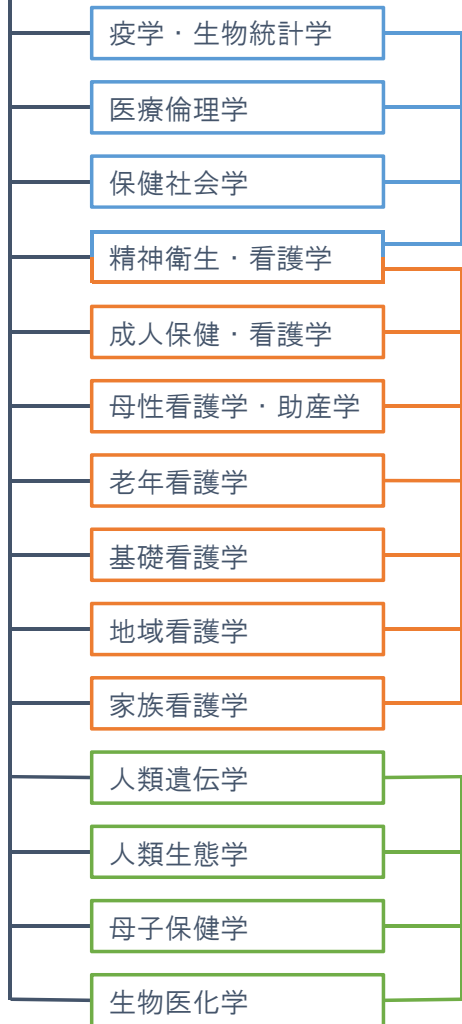 疫学・生物統計学
医療倫理学
保健社会学
精神衛生・看護学
成人保健・看護学
母性看護学・助産学
老年看護学
基礎看護学
地域看護学
家族看護学
人類遺伝学
人類生態学
母子保健学
生物医化学